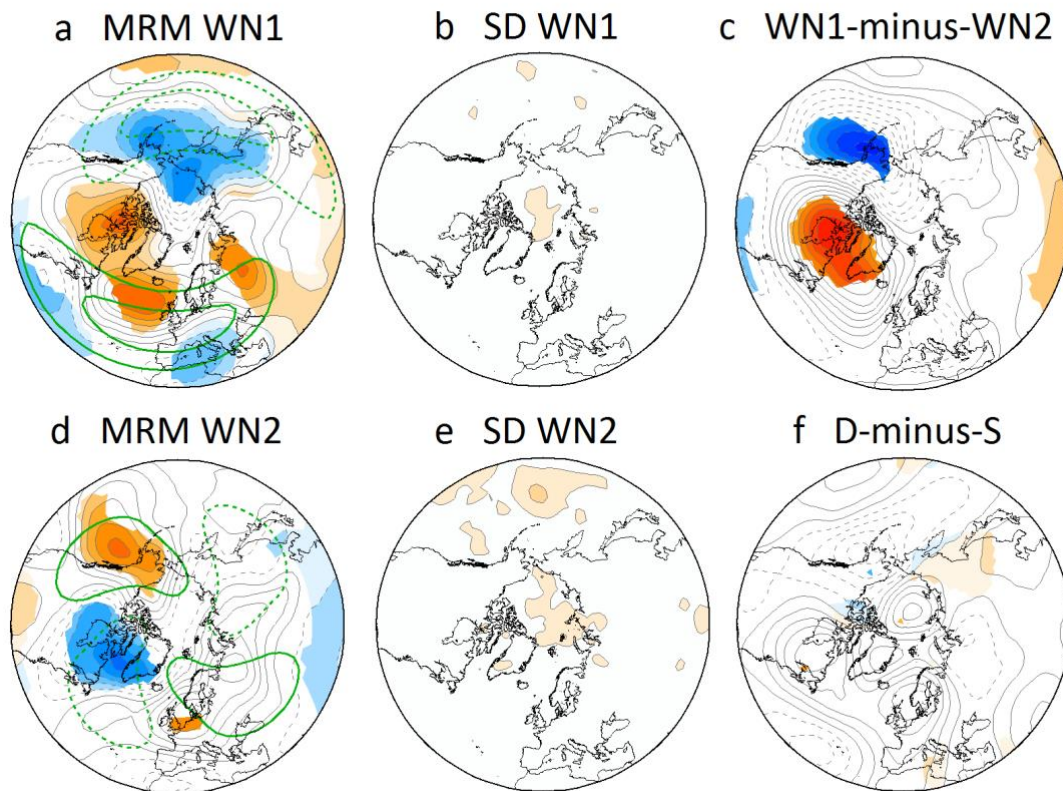 a MRM WN1
b SD WN1
c WN1-minus-WN2
d MRM WN2
e SD WN2
f D-minus-S